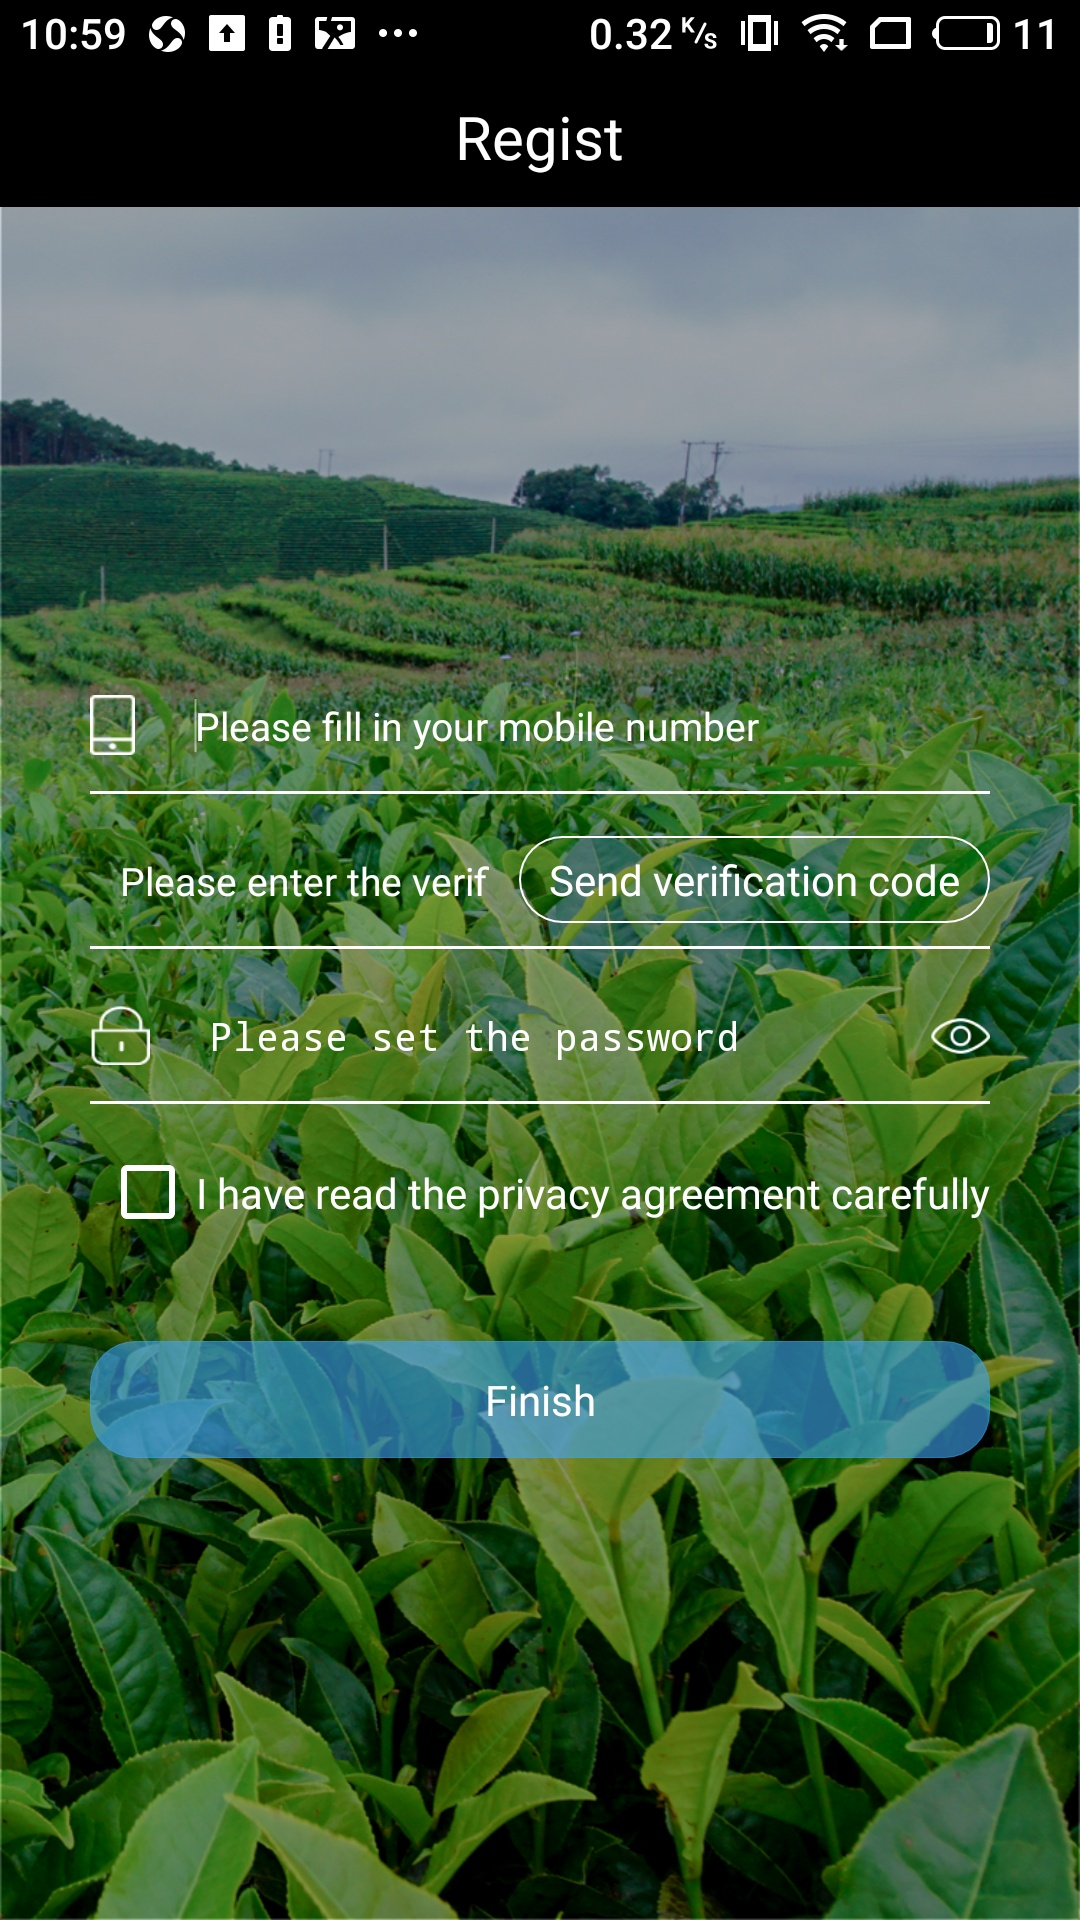 10:59 0.32 K/s 11
Regist
Please fill in your mobile number
Please enter the verif Send verification code
Please set the password
I have read the privacy agreement carefully
Finish